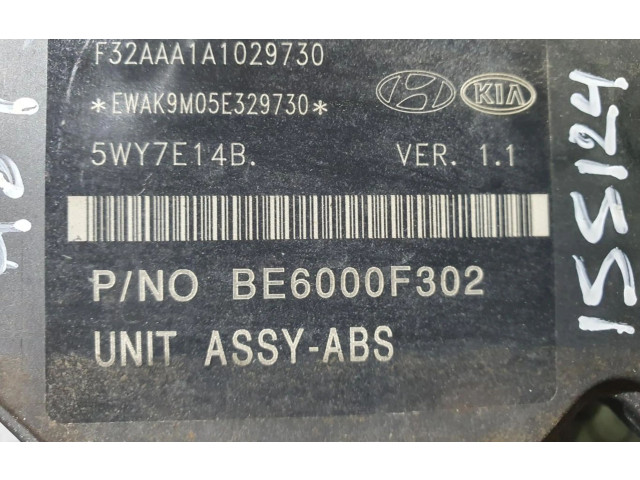 F32AAA1A1029730
*EWAK9M05E329730*
KIA
5WY7E14B. VER. 1.1
P/NO BE6000F302
UNIT ASSY-ABS
155124